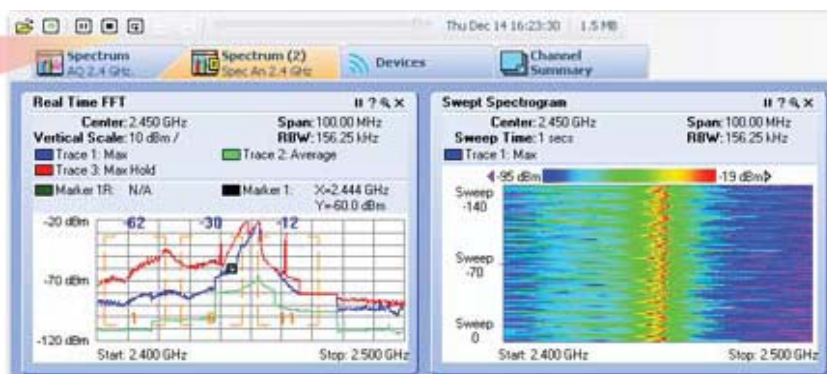 Thu Dec 14 16:23:30 1.5 MB
Spectrum
AQ 2.4 GHz
Spectrum (2)
Spec An 2.4 GHz
Devices
Channel
Summary
Real Time FFT
Center: 2.450 GHz Span: 100.00 MHz
Vertical Scale: 10 dBm / RBW: 156.25 kHz
Trace 1: Max Trace 2: Average
Trace 3: Max Hold
Marker 1R: N/A Marker 1: X=2.444 GHz
Y=-60.0 dBm
-20 dBm -62 -30 -12
-70 dBm
1 6 11
-120 dBm
Start: 2.400 GHz Stop: 2.500 GHz
Swept Spectrogram
Center: 2.450 GHz Span: 100.00 MHz
Sweep Time: 1 secs RBW: 156.25 kHz
Trace 1: Max
-95 dBm -19 dBm
Sweep
-140
Sweep
-70
Sweep
0
Start: 2.400 GHz Stop: 2.500 GHz